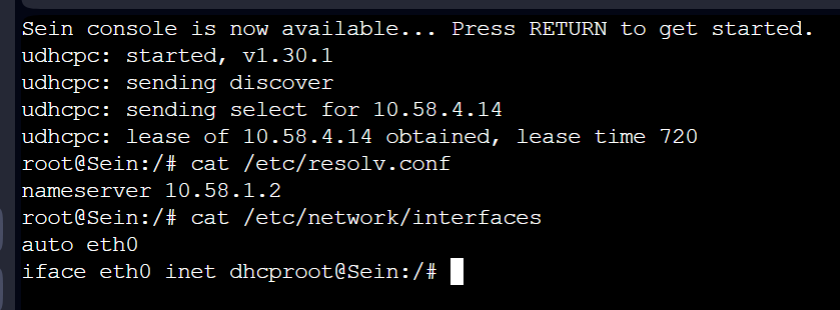 Sein console is now available... Press RETURN to get started.
udhcpc: started, v1.30.1
udhcpc: sending discover
udhcpc: sending select for 10.58.4.14
udhcpc: lease of 10.58.4.14 obtained, lease time 720
root@Sein:/# cat /etc/resolv.conf
nameserver 10.58.1.2
root@Sein:/# cat /etc/network/interfaces
auto eth0
iface eth0 inet dhcproot@Sein:/#